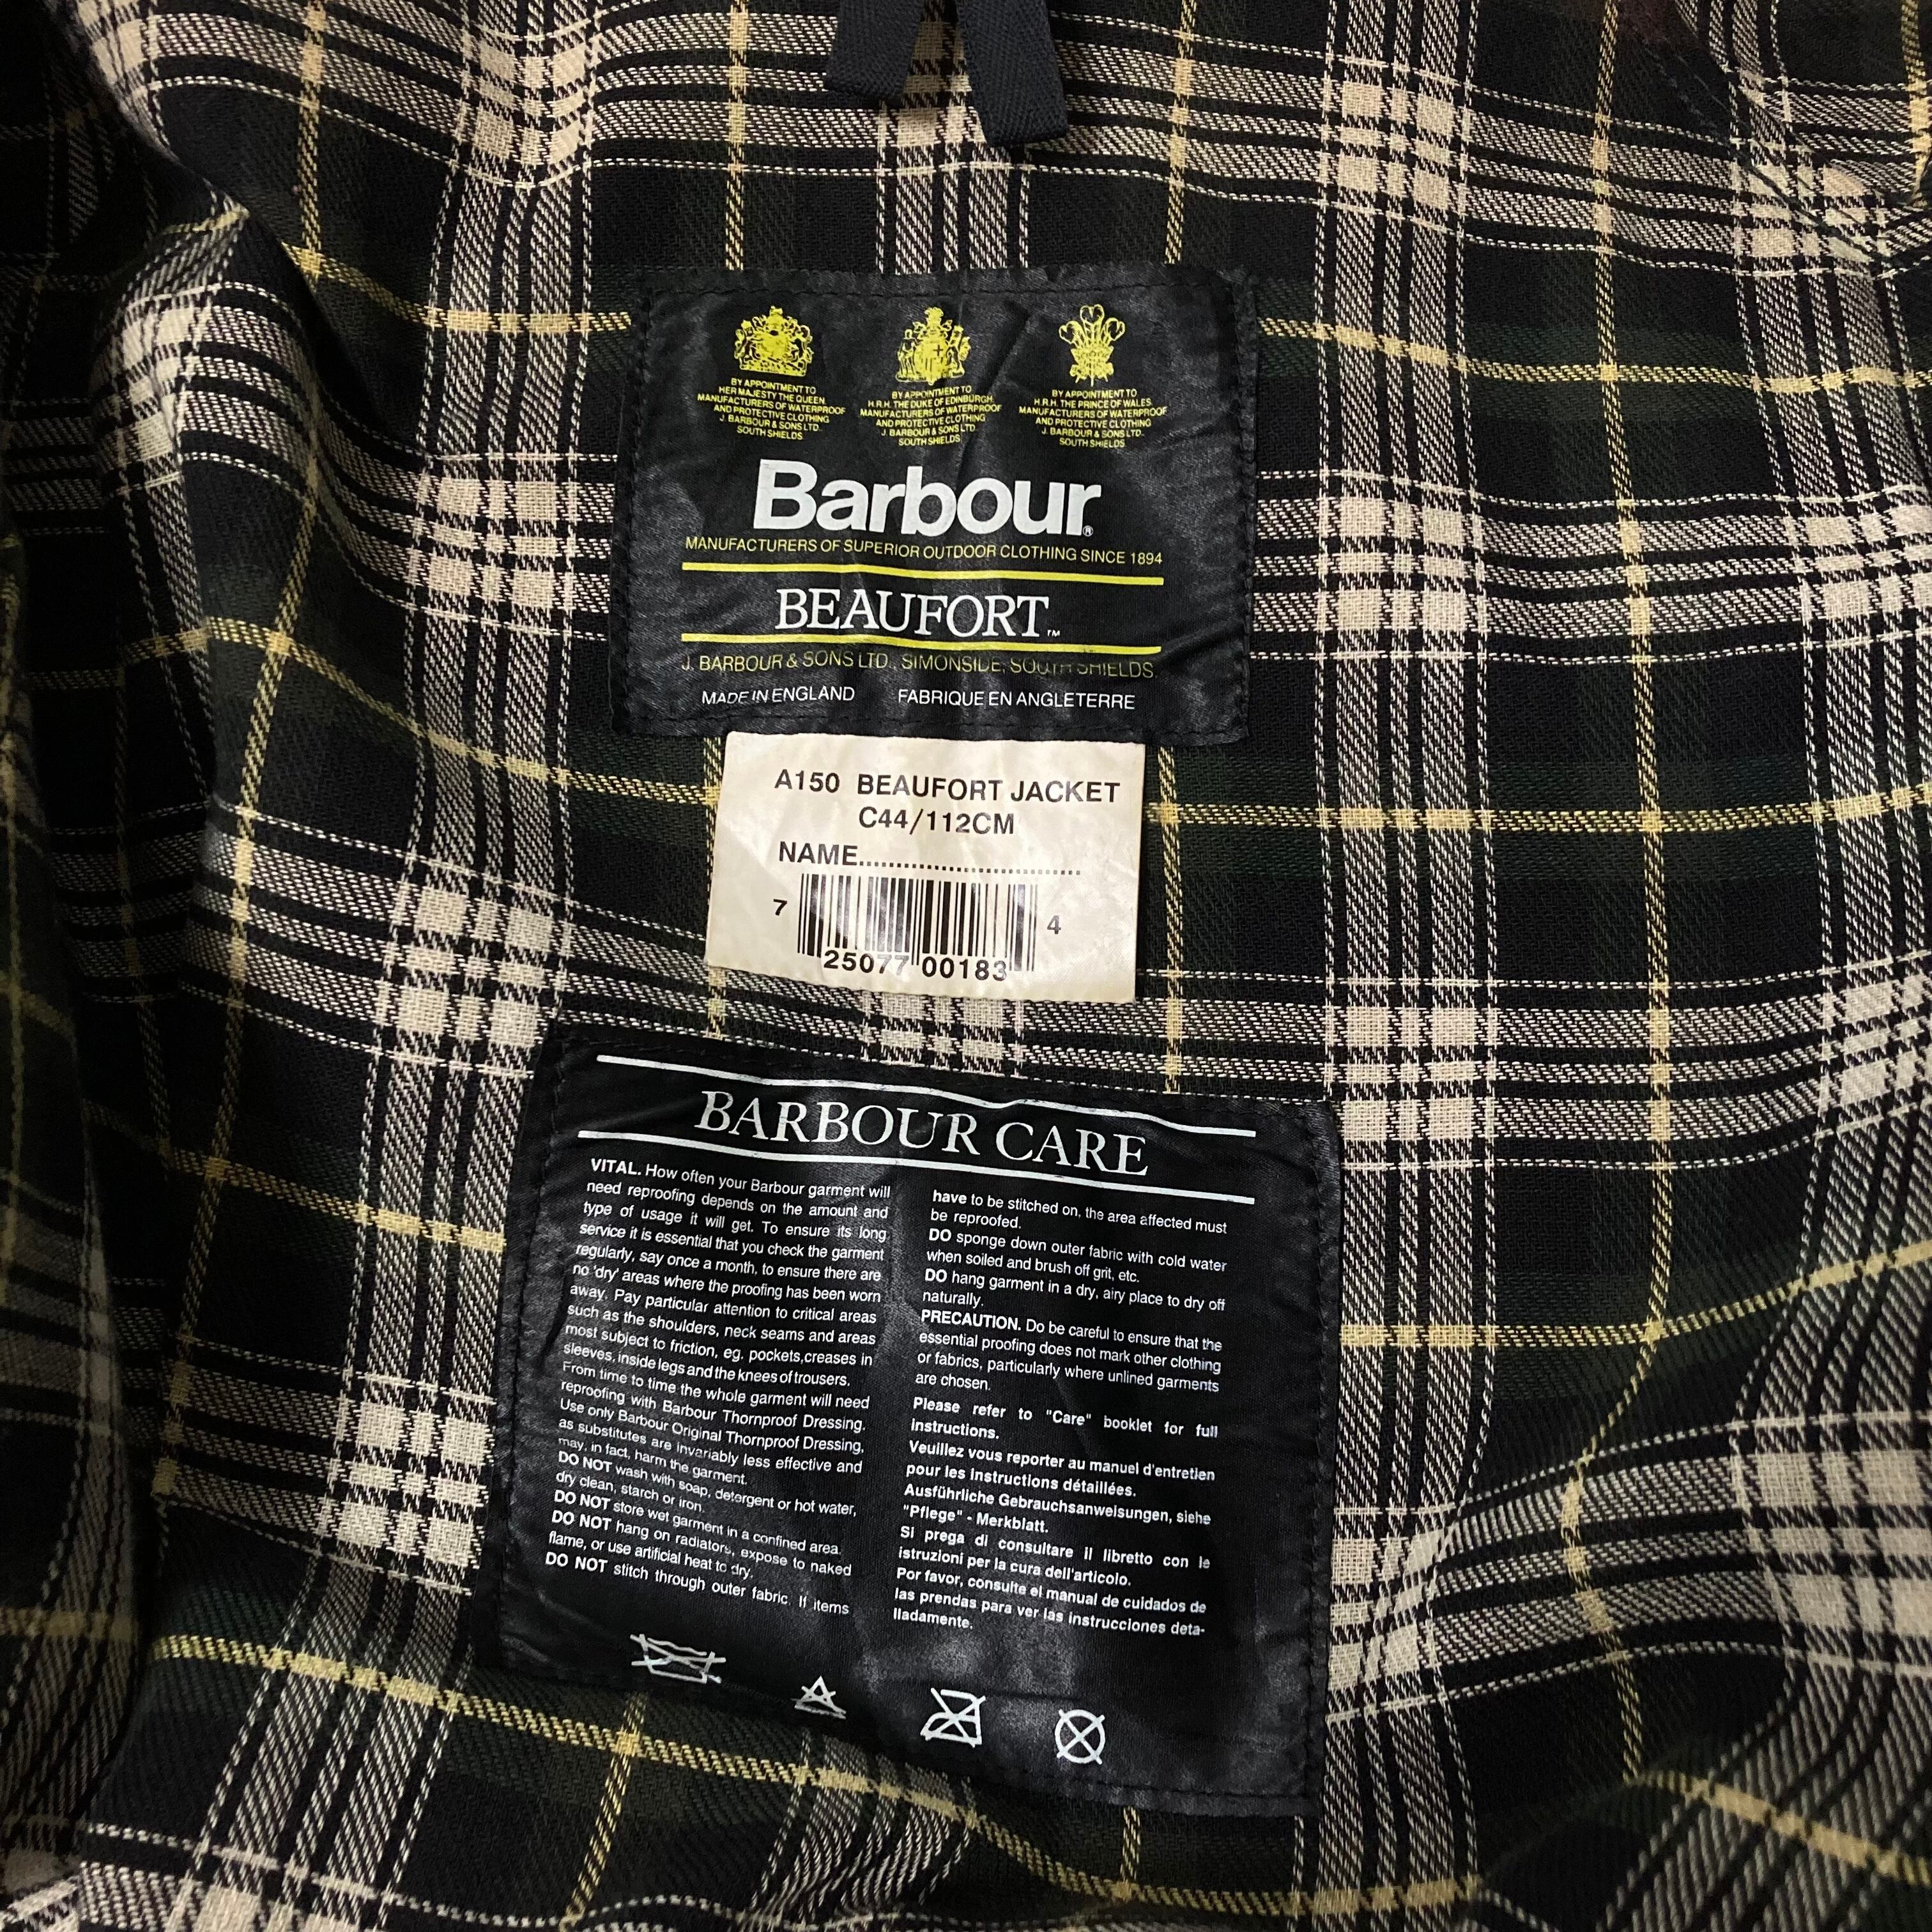 BY APPOINTMENT TO
HER MAJESTY THE QUEEN
MANUFACTURERS OF WATERPROOF
AND PROTECTIVE CLOTHING
J. BARBOUR & SONS LTD.
SOUTH SHIELDS
BY APPOINTMENT TO
H.R.H. THE DUKE OF EDINBURGH
MANUFACTURERS OF WATERPROOF
AND PROTECTIVE CLOTHING
J. BARBOUR & SONS LTD.
SOUTH SHIELDS
BY APPOINTMENT TO
H.R.H. THE PRINCE OF WALES
MANUFACTURERS OF WATERPROOF
AND PROTECTIVE CLOTHING
J. BARBOUR & SONS LTD.
SOUTH SHIELDS
Barbour®
MANUFACTURERS OF SUPERIOR OUTDOOR CLOTHING SINCE 1894
BEAUFORT™
J. BARBOUR & SONS LTD., SIMONSIDE, SOUTH SHIELDS
MADE IN ENGLAND FABRIQUE EN ANGLETERRE
A150 BEAUFORT JACKET
C44/112CM
NAME..............................
7 25077 00183 4
BARBOUR CARE
VITAL. How often your Barbour garment will
need reproofing depends on the amount and
type of usage it will get. To ensure its long
service it is essential that you check the garment
regularly, say once a month, to ensure there are
no 'dry' areas where the proofing has been worn
away. Pay particular attention to critical areas
such as the shoulders, neck seams and areas
most subject to friction, eg. pockets,creases in
sleeves, inside legs and the knees of trousers.
From time to time the whole garment will need
reproofing with Barbour Thornproof Dressing.
Use only Barbour Original Thornproof Dressing,
as substitutes are invariably less effective and
may, in fact, harm the garment.
DO NOT wash with soap, detergent or hot water,
dry clean, starch or iron.
DO NOT store wet garment in a confined area.
DO NOT hang on radiators, expose to naked
flame, or use artificial heat to dry.
DO NOT stitch through outer fabric. If items
have to be stitched on, the area affected must
be reproofed.
DO sponge down outer fabric with cold water
when soiled and brush off grit, etc.
DO hang garment in a dry, airy place to dry off
naturally.
PRECAUTION. Do be careful to ensure that the
essential proofing does not mark other clothing
or fabrics, particularly where unlined garments
are chosen.
Please refer to "Care" booklet for full
instructions.
Veuillez vous reporter au manuel d'entretien
pour les instructions détaillées.
Ausführliche Gebrauchsanweisungen, siehe
"Pflege" - Merkblatt.
Si prega di consultare il libretto con le
istruzioni per la cura dell'articolo.
Por favor, consulte el manual de cuidados de
las prendas para ver las instrucciones deta-
lladamente.